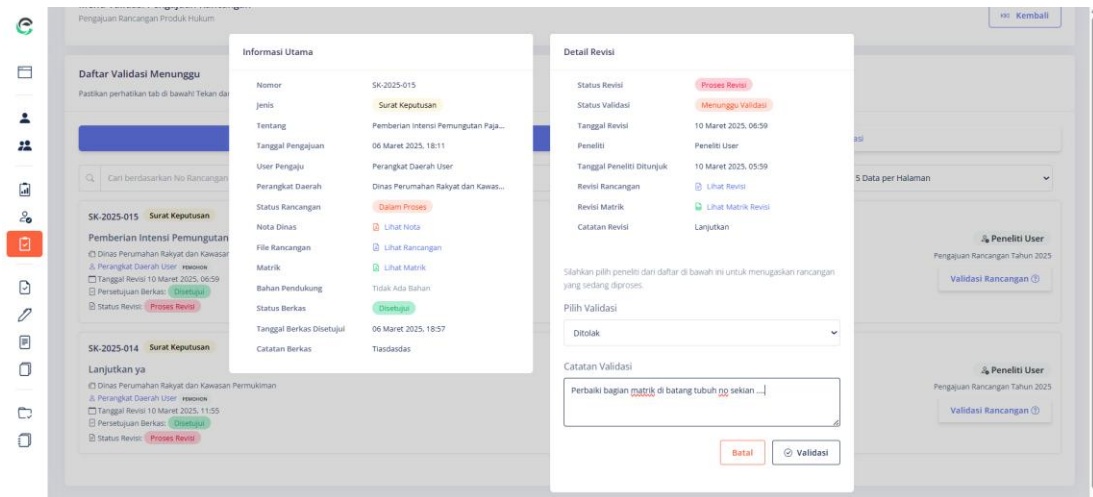 Pengajuan Rancangan Produk Hukum
Kembali
Daftar Validasi Menunggu
Pastikan perhatikan tab di bawah! Tekan da
asi
Cari berdasarkan No Rancangan
5 Data per Halaman
SK-2025-015 Surat Keputusan
Pemberian Intensi Pemungutan
Dinas Perumahan Rakyat dan Kawasan
Perangkat Daerah User PEMOHON
Tanggal Revisi 10 Maret 2025, 06:59
Persetujuan Berkas: Disetujui
Status Revisi: Proses Revisi
Peneliti User
Pengajuan Rancangan Tahun 2025
Validasi Rancangan
SK-2025-014 Surat Keputusan
Lanjutkan ya
Dinas Perumahan Rakyat dan Kawasan Permukiman
Perangkat Daerah User PEMOHON
Tanggal Revisi 10 Maret 2025, 11:55
Persetujuan Berkas: Disetujui
Status Revisi: Proses Revisi
Peneliti User
Pengajuan Rancangan Tahun 2025
Validasi Rancangan
Informasi Utama
Nomor SK-2025-015
Jenis Surat Keputusan
Tentang Pemberian Intensi Pemungutan Paja...
Tanggal Pengajuan 06 Maret 2025, 18:11
User Pengaju Perangkat Daerah User
Perangkat Daerah Dinas Perumahan Rakyat dan Kawas...
Status Rancangan Dalam Proses
Nota Dinas Lihat Nota
File Rancangan Lihat Rancangan
Matrik Lihat Matrik
Bahan Pendukung Tidak Ada Bahan
Status Berkas Disetujui
Tanggal Berkas Disetujui 06 Maret 2025, 18:57
Catatan Berkas Tiasdasdas
Detail Revisi
Status Revisi Proses Revisi
Status Validasi Menunggu Validasi
Tanggal Revisi 10 Maret 2025, 06:59
Peneliti Peneliti User
Tanggal Peneliti Ditunjuk 10 Maret 2025, 05:59
Revisi Rancangan Lihat Revisi
Revisi Matrik Lihat Matrik Revisi
Catatan Revisi Lanjutkan
Silahkan pilih peneliti dari daftar di bawah ini untuk menugaskan rancangan
yang sedang diproses.
Pilih Validasi
Ditolak
Catatan Validasi
Perbaiki bagian matrik di batang tubuh no sekian ....
Batal
Validasi